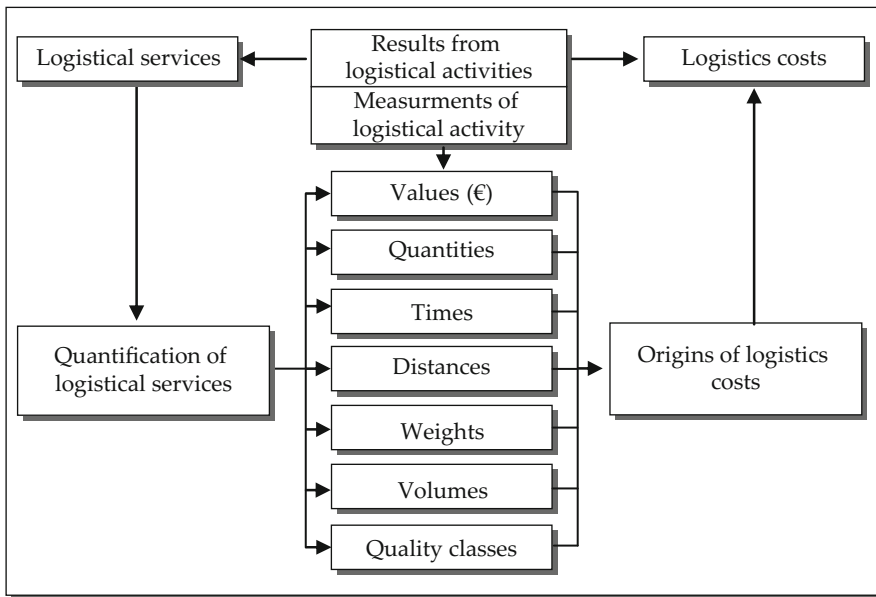 Logistical services
Results from
logistical activities
Logistics costs
Measurments of
logistical activity
Values (€)
Quantities
Times
Quantification of
logistical services
Distances
Origins of logistics
costs
Weights
Volumes
Quality classes